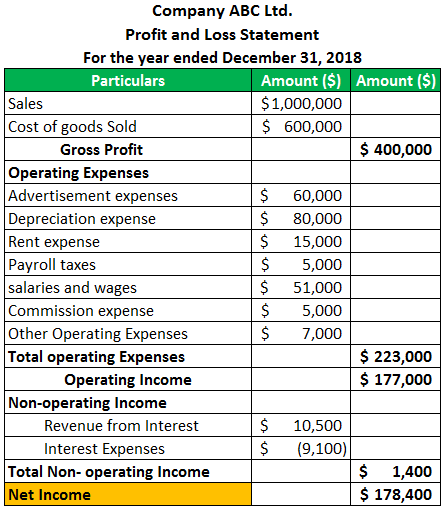 Company ABC Ltd.
Profit and Loss Statement
For the year ended December 31, 2018
Particulars Amount ($) Amount ($)
Sales $1,000,000
Cost of goods Sold $ 600,000
Gross Profit $ 400,000
Operating Expenses
Advertisement expenses $ 60,000
Depreciation expense $ 80,000
Rent expense $ 15,000
Payroll taxes $ 5,000
salaries and wages $ 51,000
Commission expense $ 5,000
Other Operating Expenses $ 7,000
Total operating Expenses $ 223,000
Operating Income $ 177,000
Non-operating Income
Revenue from Interest $ 10,500
Interest Expenses $ (9,100)
Total Non- operating Income $ 1,400
Net Income $ 178,400